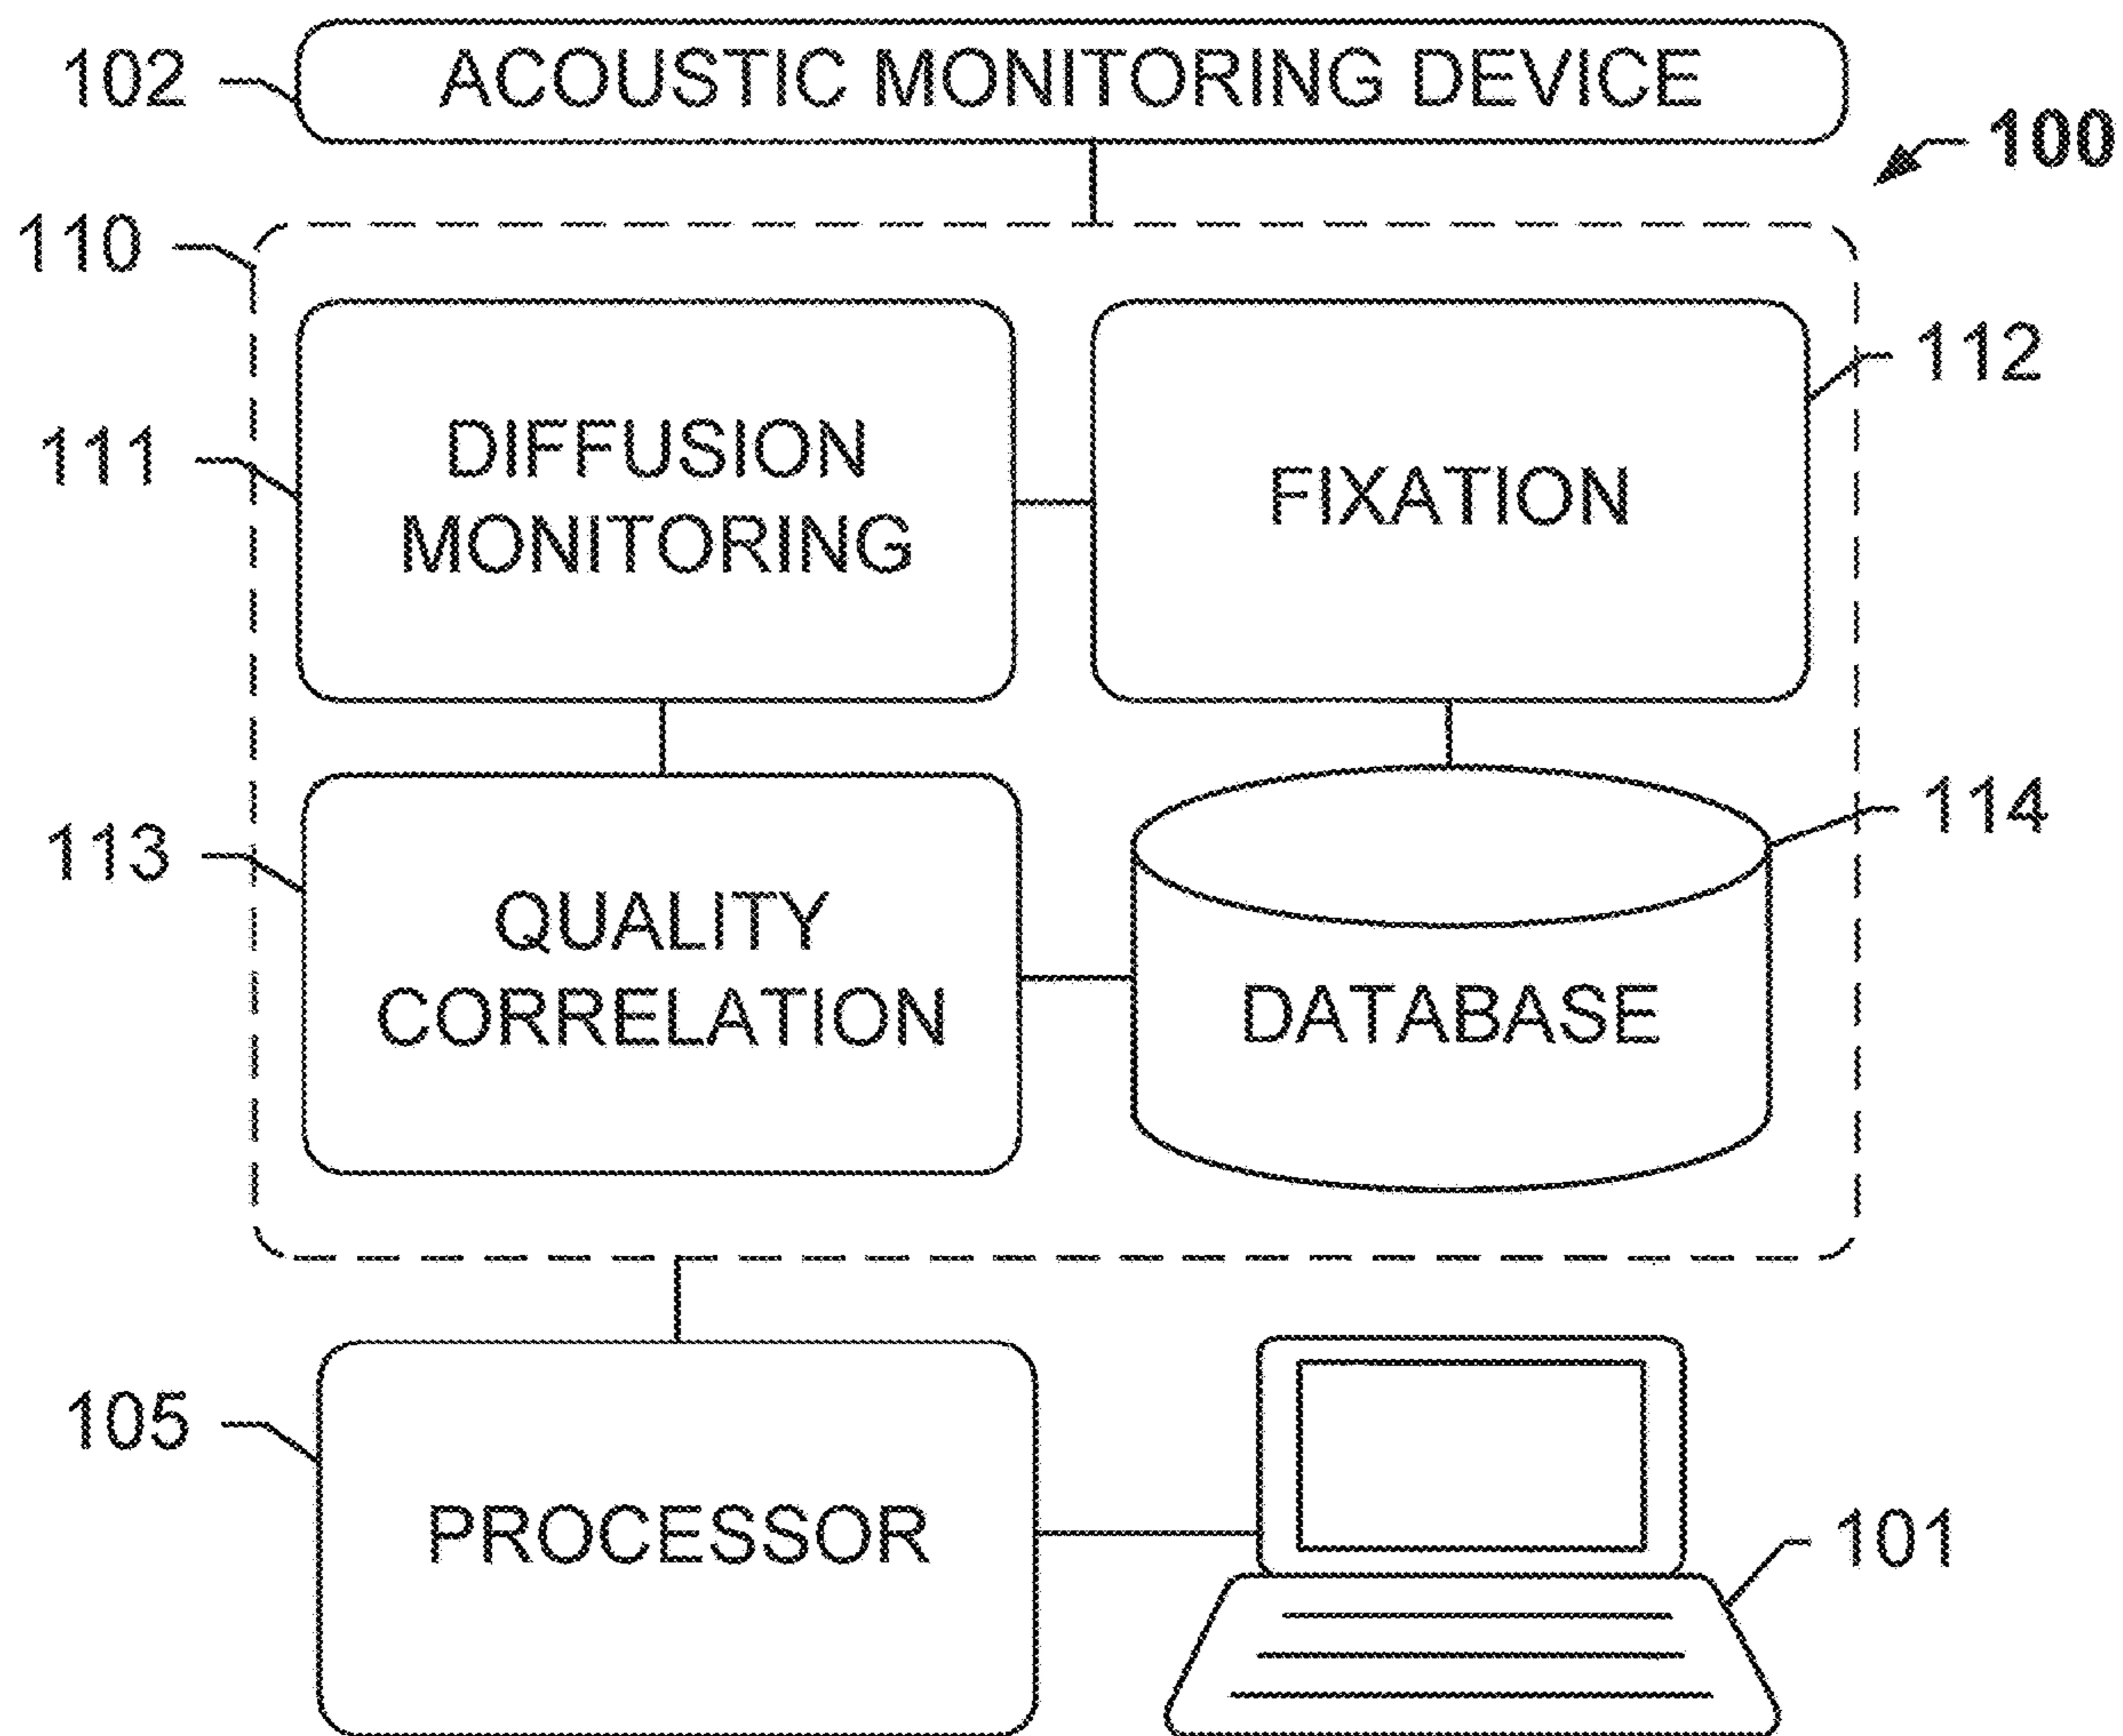 102
ACOUSTIC MONITORING DEVICE
100
110
111
DIFFUSION
MONITORING
FIXATION
112
113
QUALITY
CORRELATION
DATABASE
114
105
PROCESSOR
101